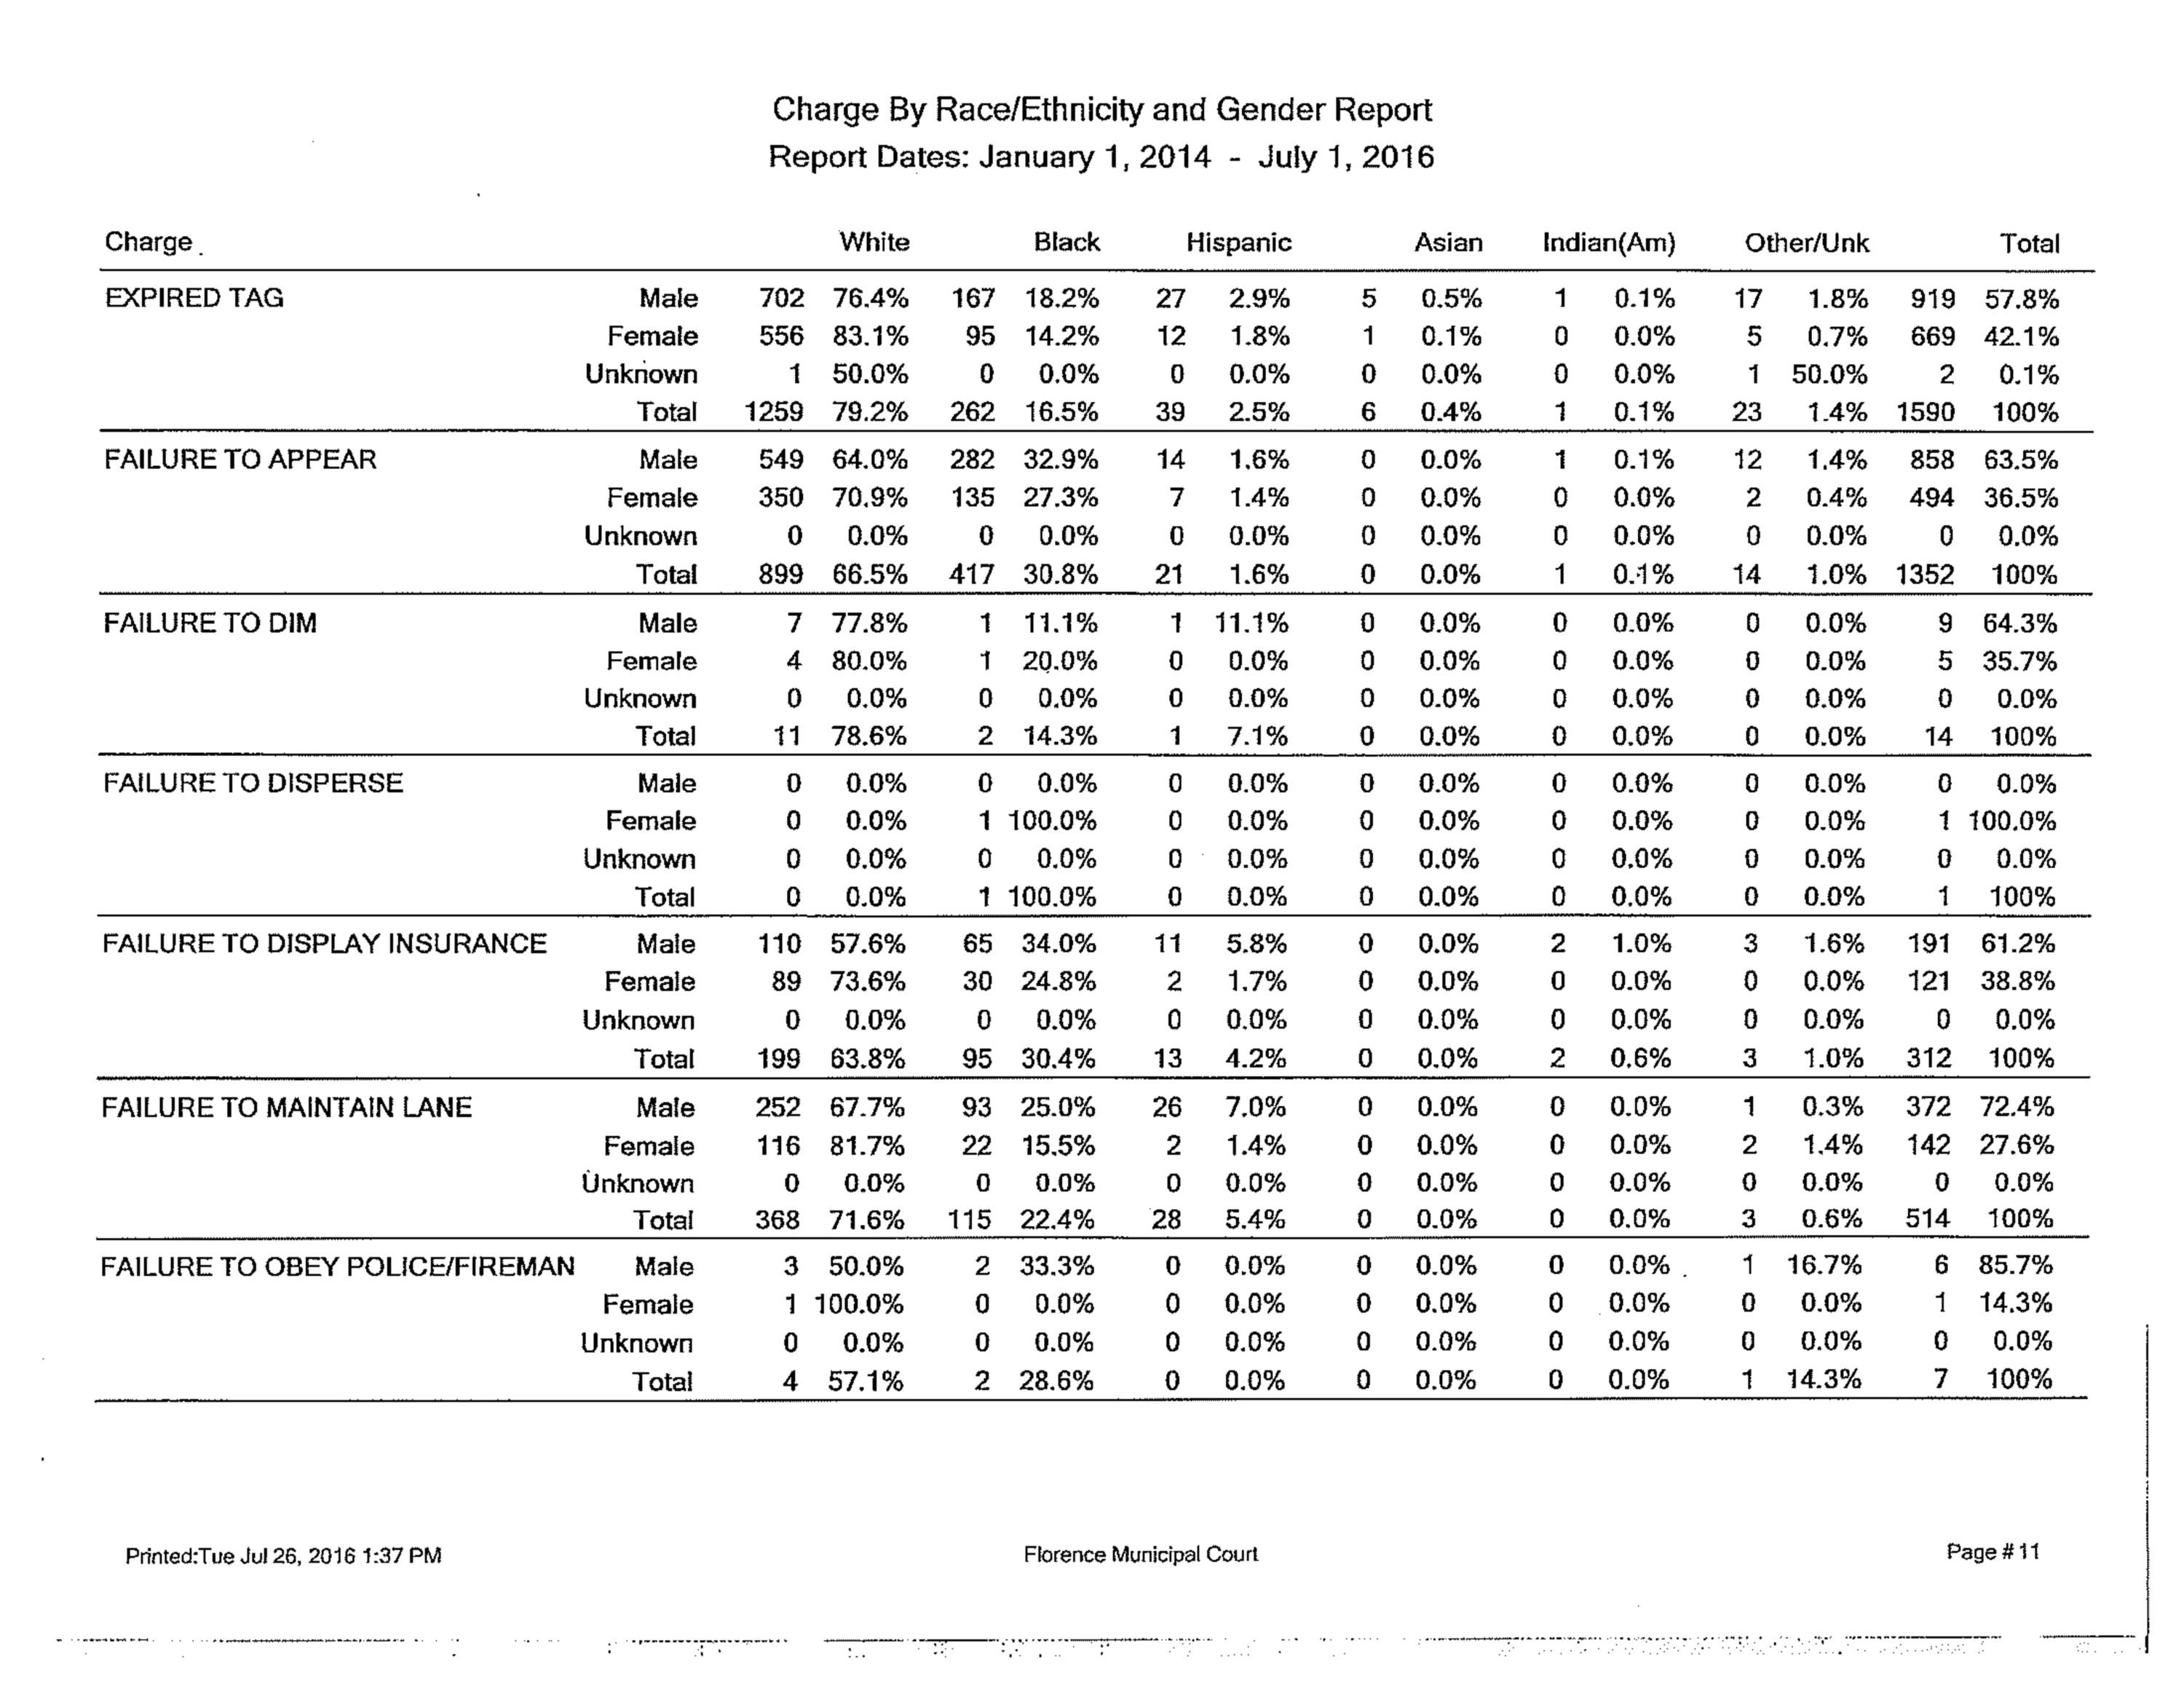 Charge By Race/Ethnicity and Gender Report
Report Dates: January 1, 2014 - July 1, 2016
Charge White Black Hispanic Asian Indian(Am) Other/Unk Total
EXPIRED TAG Male 702 76.4% 167 18.2% 27 2.9% 5 0.5% 1 0.1% 17 1.8% 919 57.8%
Female 556 83.1% 95 14.2% 12 1.8% 1 0.1% 0 0.0% 5 0.7% 669 42.1%
Unknown 1 50.0% 0 0.0% 0 0.0% 0 0.0% 0 0.0% 1 50.0% 2 0.1%
Total 1259 79.2% 262 16.5% 39 2.5% 6 0.4% 1 0.1% 23 1.4% 1590 100%
FAILURE TO APPEAR Male 549 64.0% 282 32.9% 14 1.6% 0 0.0% 1 0.1% 12 1.4% 858 63.5%
Female 350 70.9% 135 27.3% 7 1.4% 0 0.0% 0 0.0% 2 0.4% 494 36.5%
Unknown 0 0.0% 0 0.0% 0 0.0% 0 0.0% 0 0.0% 0 0.0% 0 0.0%
Total 899 66.5% 417 30.8% 21 1.6% 0 0.0% 1 0.1% 14 1.0% 1352 100%
FAILURE TO DIM Male 7 77.8% 1 11.1% 1 11.1% 0 0.0% 0 0.0% 0 0.0% 9 64.3%
Female 4 80.0% 1 20.0% 0 0.0% 0 0.0% 0 0.0% 0 0.0% 5 35.7%
Unknown 0 0.0% 0 0.0% 0 0.0% 0 0.0% 0 0.0% 0 0.0% 0 0.0%
Total 11 78.6% 2 14.3% 1 7.1% 0 0.0% 0 0.0% 0 0.0% 14 100%
FAILURE TO DISPERSE Male 0 0.0% 0 0.0% 0 0.0% 0 0.0% 0 0.0% 0 0.0% 0 0.0%
Female 0 0.0% 1 100.0% 0 0.0% 0 0.0% 0 0.0% 0 0.0% 1 100.0%
Unknown 0 0.0% 0 0.0% 0 0.0% 0 0.0% 0 0.0% 0 0.0% 0 0.0%
Total 0 0.0% 1 100.0% 0 0.0% 0 0.0% 0 0.0% 0 0.0% 1 100%
FAILURE TO DISPLAY INSURANCE Male 110 57.6% 65 34.0% 11 5.8% 0 0.0% 2 1.0% 3 1.6% 191 61.2%
Female 89 73.6% 30 24.8% 2 1.7% 0 0.0% 0 0.0% 0 0.0% 121 38.8%
Unknown 0 0.0% 0 0.0% 0 0.0% 0 0.0% 0 0.0% 0 0.0% 0 0.0%
Total 199 63.8% 95 30.4% 13 4.2% 0 0.0% 2 0.6% 3 1.0% 312 100%
FAILURE TO MAINTAIN LANE Male 252 67.7% 93 25.0% 26 7.0% 0 0.0% 0 0.0% 1 0.3% 372 72.4%
Female 116 81.7% 22 15.5% 2 1.4% 0 0.0% 0 0.0% 2 1.4% 142 27.6%
Unknown 0 0.0% 0 0.0% 0 0.0% 0 0.0% 0 0.0% 0 0.0% 0 0.0%
Total 368 71.6% 115 22.4% 28 5.4% 0 0.0% 0 0.0% 3 0.6% 514 100%
FAILURE TO OBEY POLICE/FIREMAN Male 3 50.0% 2 33.3% 0 0.0% 0 0.0% 0 0.0% 1 16.7% 6 85.7%
Female 1 100.0% 0 0.0% 0 0.0% 0 0.0% 0 0.0% 0 0.0% 1 14.3%
Unknown 0 0.0% 0 0.0% 0 0.0% 0 0.0% 0 0.0% 0 0.0% 0 0.0%
Total 4 57.1% 2 28.6% 0 0.0% 0 0.0% 0 0.0% 1 14.3% 7 100%
Printed:Tue Jul 26, 2016 1:37 PM Florence Municipal Court Page # 11